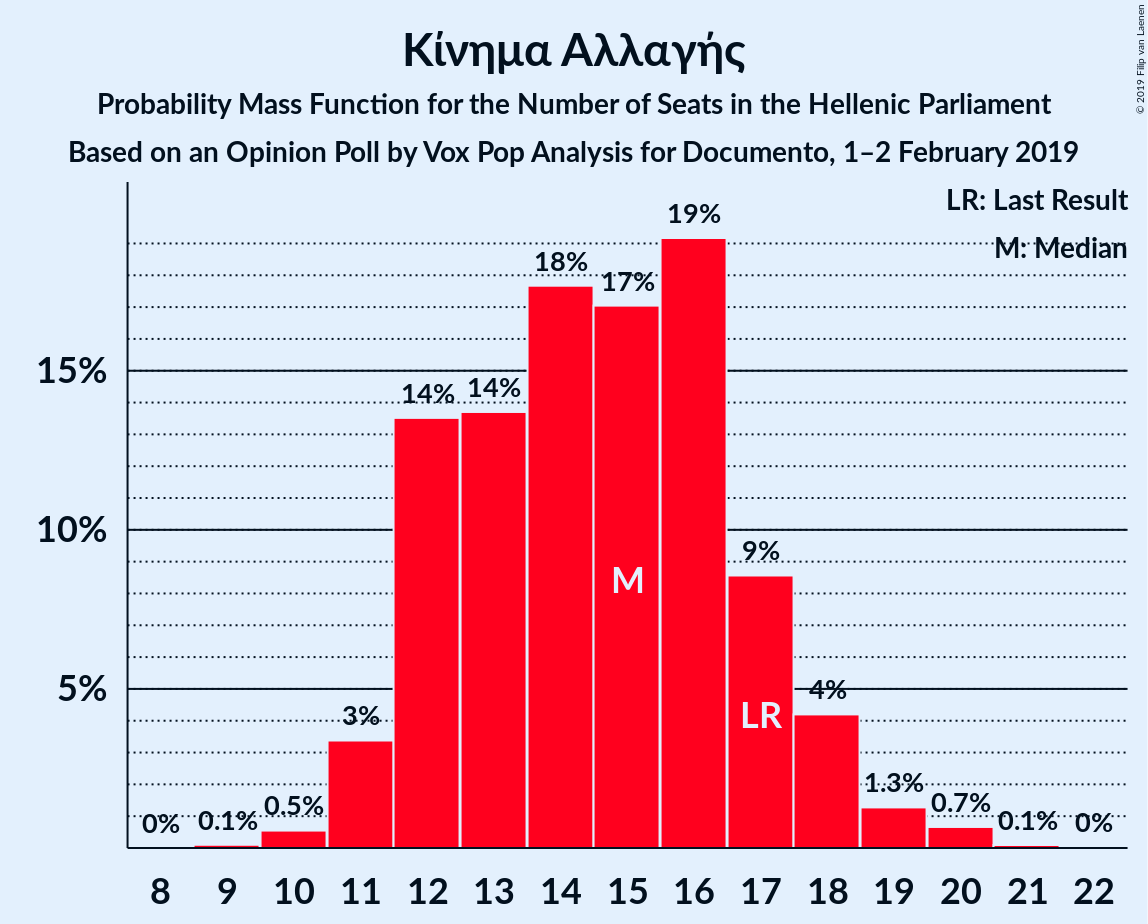 Κίνημα Αλλαγής
Probability Mass Function for the Number of Seats in the Hellenic Parliament
Based on an Opinion Poll by Vox Pop Analysis for Documento, 1–2 February 2019
© 2019 Filip van Laenen
LR: Last Result
M: Median
15%
10%
5%
0%
0.1%
0.5%
3%
14%
14%
18%
17%
19%
9%
4%
1.3%
0.7%
0.1%
0%
M
LR
8 9 10 11 12 13 14 15 16 17 18 19 20 21 22